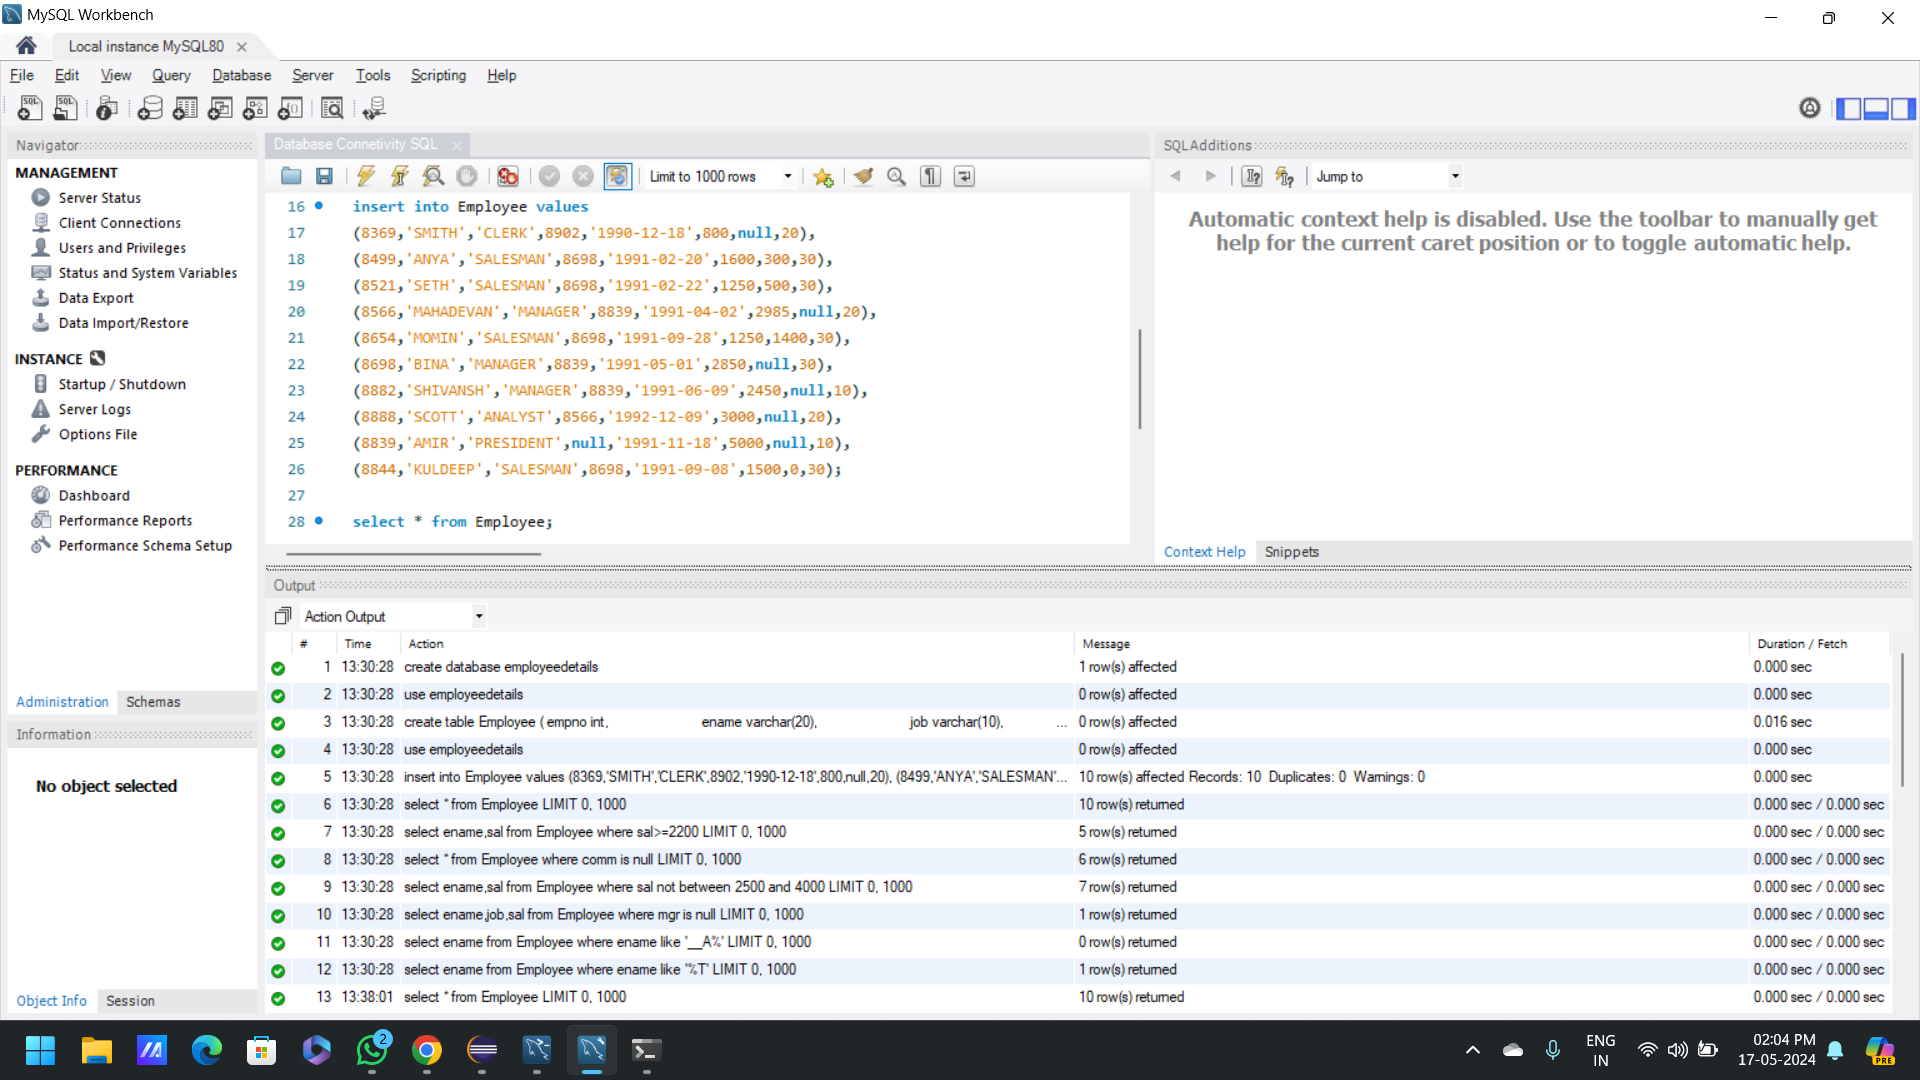 MySQL Workbench
Local instance MySQL80
File Edit View Query Database Server Tools Scripting Help
Navigator
MANAGEMENT
Server Status
Client Connections
Users and Privileges
Status and System Variables
Data Export
Data Import/Restore
INSTANCE
Startup / Shutdown
Server Logs
Options File
PERFORMANCE
Dashboard
Performance Reports
Performance Schema Setup
Administration Schemas
Information
No object selected
Object Info Session
Database Connetivity SQL
Limit to 1000 rows
16 insert into Employee values
17 (8369,'SMITH','CLERK',8902,'1990-12-18',800,null,20),
18 (8499,'ANYA','SALESMAN',8698,'1991-02-20',1600,300,30),
19 (8521,'SETH','SALESMAN',8698,'1991-02-22',1250,500,30),
20 (8566,'MAHADEVAN','MANAGER',8839,'1991-04-02',2985,null,20),
21 (8654,'MOMIN','SALESMAN',8698,'1991-09-28',1250,1400,30),
22 (8698,'BINA','MANAGER',8839,'1991-05-01',2850,null,30),
23 (8882,'SHIVANSH','MANAGER',8839,'1991-06-09',2450,null,10),
24 (8888,'SCOTT','ANALYST',8566,'1992-12-09',3000,null,20),
25 (8839,'AMIR','PRESIDENT',null,'1991-11-18',5000,null,10),
26 (8844,'KULDEEP','SALESMAN',8698,'1991-09-08',1500,0,30);
27
28 select * from Employee;
SQLAdditions
Jump to
Automatic context help is disabled. Use the toolbar to manually get
help for the current caret position or to toggle automatic help.
Context Help Snippets
Output
Action Output
# Time Action Message Duration / Fetch
1 13:30:28 create database employeedetails 1 row(s) affected 0.000 sec
2 13:30:28 use employeedetails 0 row(s) affected 0.000 sec
3 13:30:28 create table Employee ( empno int, ename varchar(20), job varchar(10), ... 0 row(s) affected 0.016 sec
4 13:30:28 use employeedetails 0 row(s) affected 0.000 sec
5 13:30:28 insert into Employee values (8369,'SMITH','CLERK',8902,'1990-12-18',800,null,20), (8499,'ANYA','SALESMAN'... 10 row(s) affected Records: 10 Duplicates: 0 Warnings: 0 0.000 sec
6 13:30:28 select * from Employee LIMIT 0, 1000 10 row(s) returned 0.000 sec / 0.000 sec
7 13:30:28 select ename,sal from Employee where sal>=2200 LIMIT 0, 1000 5 row(s) returned 0.000 sec / 0.000 sec
8 13:30:28 select * from Employee where comm is null LIMIT 0, 1000 6 row(s) returned 0.000 sec / 0.000 sec
9 13:30:28 select ename,sal from Employee where sal not between 2500 and 4000 LIMIT 0, 1000 7 row(s) returned 0.000 sec / 0.000 sec
10 13:30:28 select ename,job,sal from Employee where mgr is null LIMIT 0, 1000 1 row(s) returned 0.000 sec / 0.000 sec
11 13:30:28 select ename from Employee where ename like '__A%' LIMIT 0, 1000 0 row(s) returned 0.000 sec / 0.000 sec
12 13:30:28 select ename from Employee where ename like '%T' LIMIT 0, 1000 1 row(s) returned 0.000 sec / 0.000 sec
13 13:38:01 select * from Employee LIMIT 0, 1000 10 row(s) returned 0.000 sec / 0.000 sec
2
ENG
IN
02:04 PM
17-05-2024
PRE